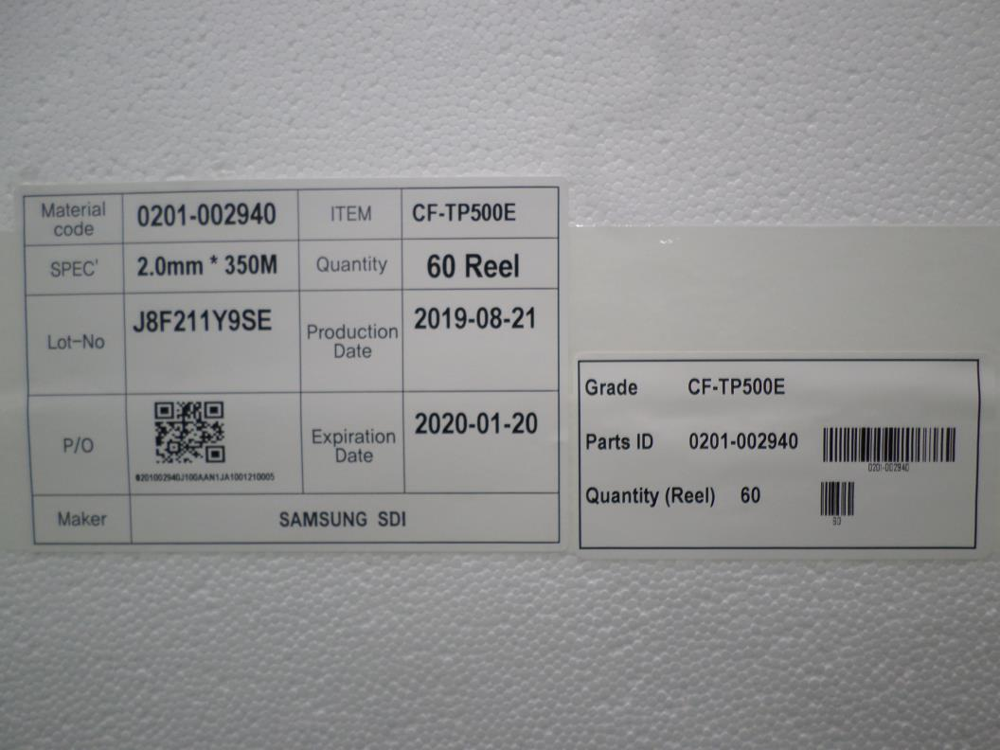 Material code 0201-002940 ITEM CF-TP500E
SPEC' 2.0mm * 350M Quantity 60 Reel
Lot-No J8F211Y9SE Production Date 2019-08-21
P/O Expiration Date 2020-01-20
0201002940J100AAN1JA1001210005
Maker SAMSUNG SDI
Grade CF-TP500E
Parts ID 0201-002940
0201-002940
Quantity (Reel) 60
60